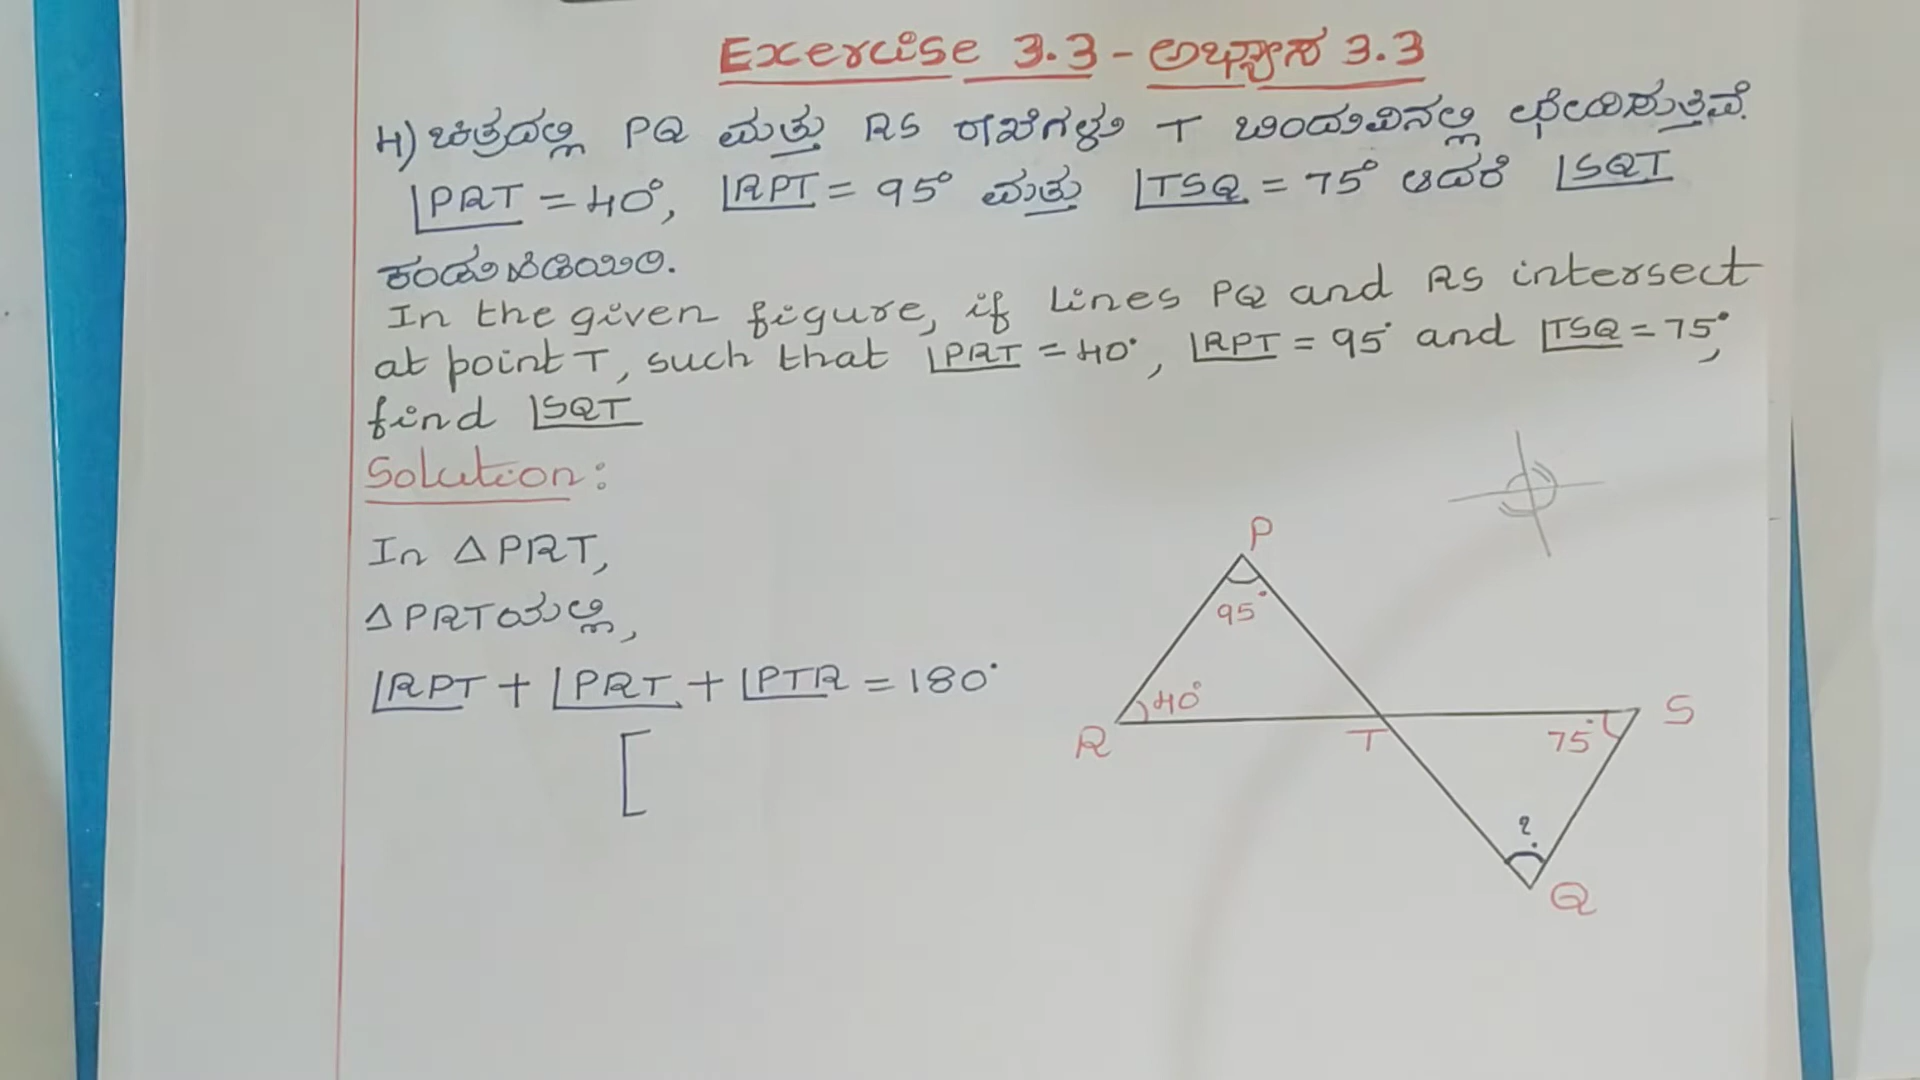 Exercise 3.3 - ಅಭ್ಯಾಸ 3.3
4) ಚಿತ್ರದಲ್ಲಿ PQ ಮತ್ತು RS ರೇಖೆಗಳು T ಬಿಂದುವಿನಲ್ಲಿ ಛೇದಿಸುತ್ತವೆ.
∠PRT = 40°, ∠RPT = 95° ಮತ್ತು ∠TSQ = 75° ಆದರೆ ∠SQT
ಕಂಡುಹಿಡಿಯಿರಿ.
In the given figure, if lines PQ and RS intersect
at point T, such that ∠PRT = 40°, ∠RPT = 95° and ∠TSQ = 75°,
find ∠SQT
Solution:
In △PRT,
△PRTಯಲ್ಲಿ,
∠RPT + ∠PRT + ∠PTR = 180°
[
P
95°
40°
R
T
75°
S
?
Q